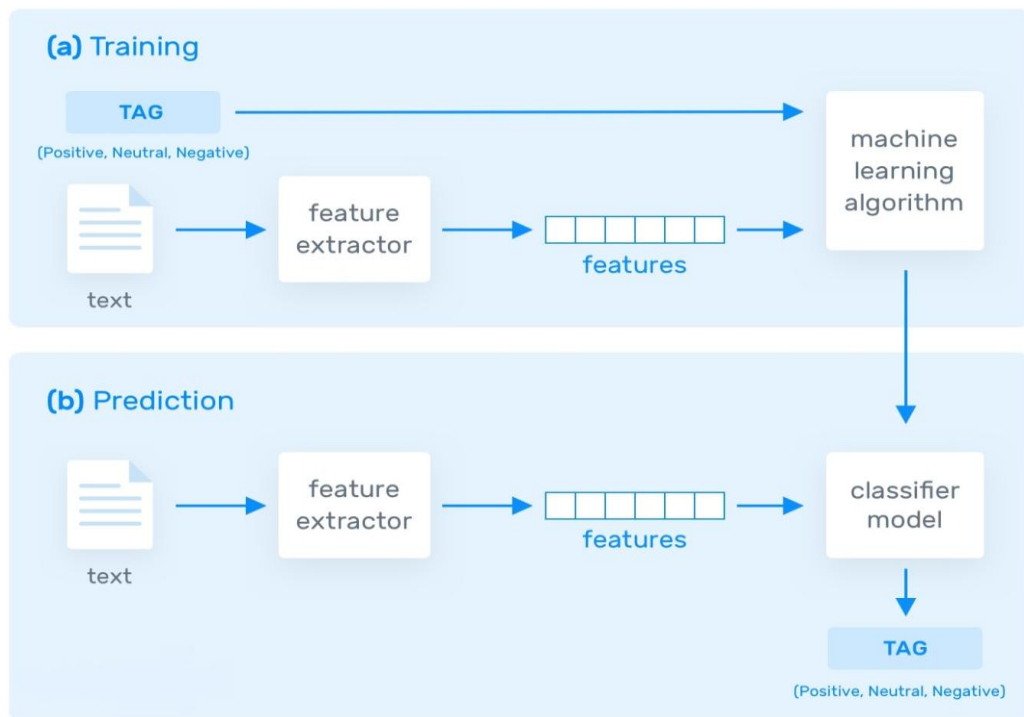 (a) Training
TAG
(Positive, Neutral, Negative)
text
feature
extractor
features
machine
learning
algorithm
(b) Prediction
text
feature
extractor
features
classifier
model
TAG
(Positive, Neutral, Negative)